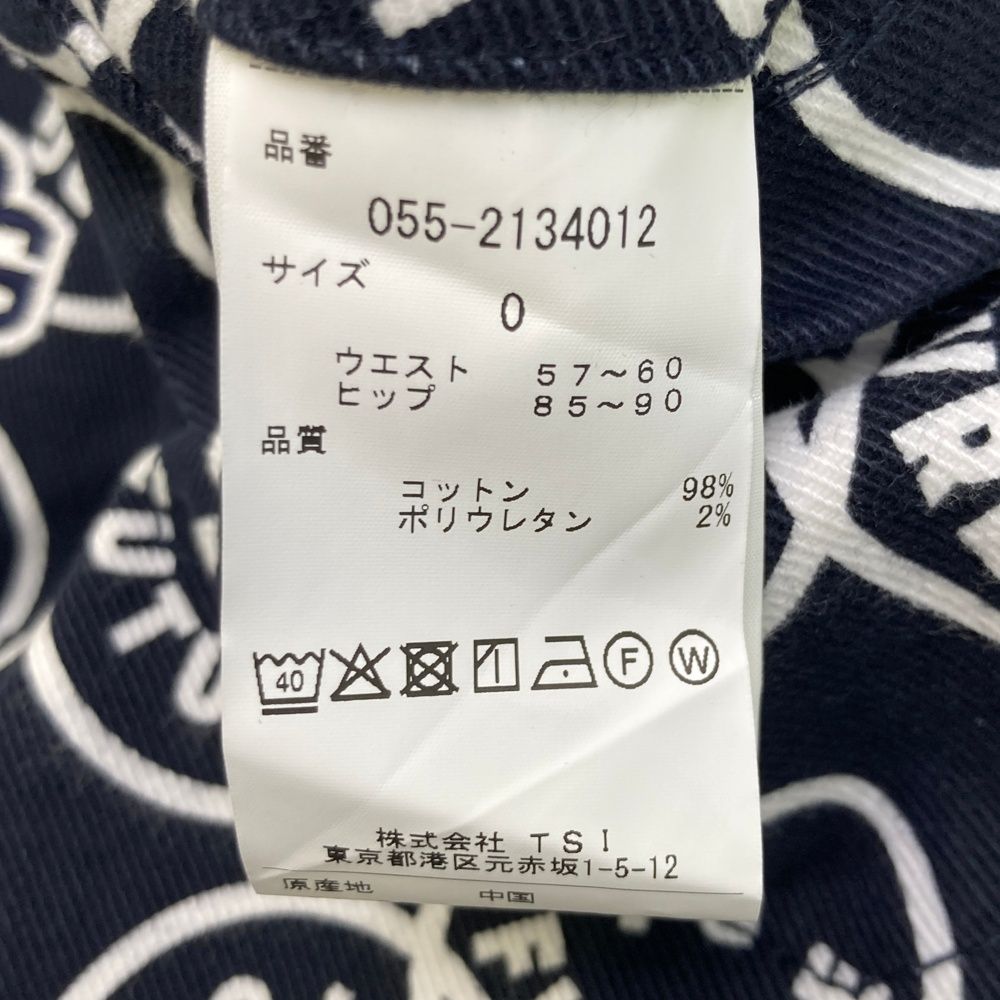 品番
055-2134012
サイズ
0
ウエスト 57～60
ヒップ 85～90
品質
コットン 98%
ポリウレタン 2%
40 F W
株式会社 TSI
東京都港区元赤坂1-5-12
原産地 中国